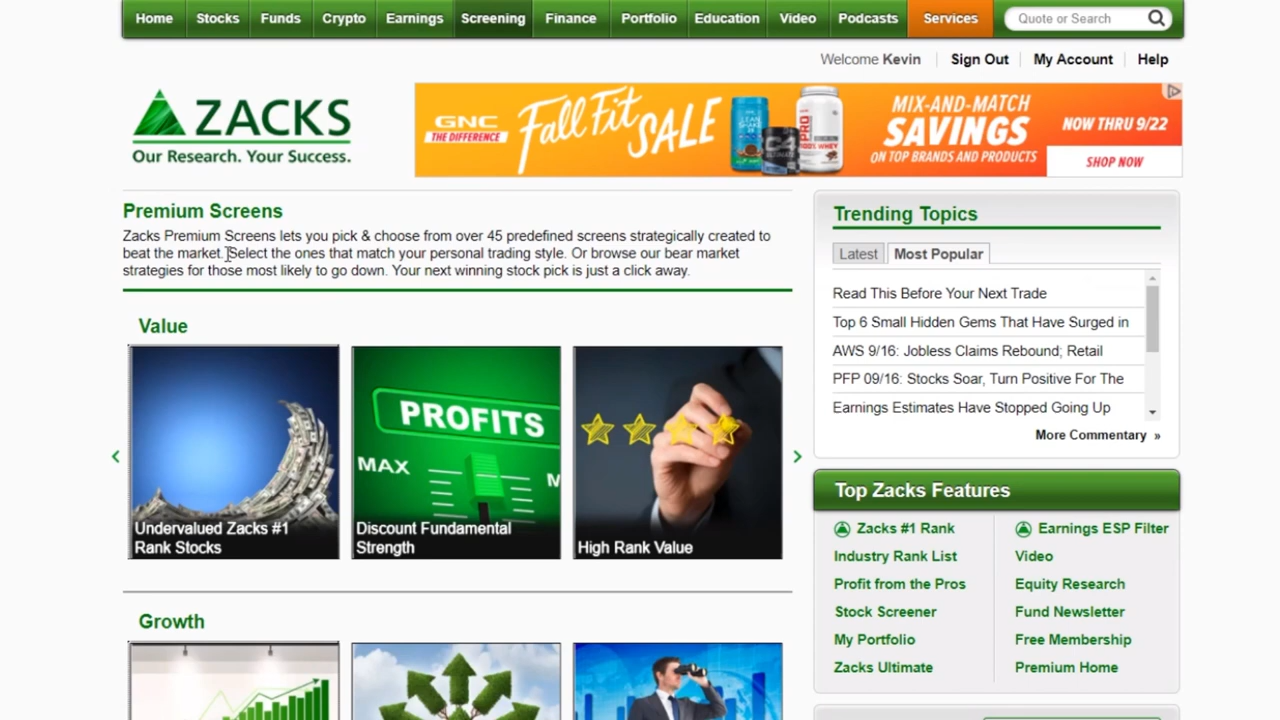 Home Stocks Funds Crypto Earnings Screening Finance Portfolio Education Video Podcasts Services Quote or Search
Welcome Kevin Sign Out My Account Help
ZACKS
Our Research. Your Success.
GNC
THE DIFFERENCE
Fall Fit
SALE
MIX-AND-MATCH
SAVINGS
ON TOP BRANDS AND PRODUCTS
NOW THRU 9/22
SHOP NOW
Premium Screens
Zacks Premium Screens lets you pick & choose from over 45 predefined screens strategically created to
beat the market. Select the ones that match your personal trading style. Or browse our bear market
strategies for those most likely to go down. Your next winning stock pick is just a click away.
Value
PROFITS
MAX
Undervalued Zacks #1
Rank Stocks
Discount Fundamental
Strength
High Rank Value
Growth
Trending Topics
Latest Most Popular
Read This Before Your Next Trade
Top 6 Small Hidden Gems That Have Surged in
AWS 9/16: Jobless Claims Rebound; Retail
PFP 09/16: Stocks Soar, Turn Positive For The
Earnings Estimates Have Stopped Going Up
More Commentary »
Top Zacks Features
Zacks #1 Rank
Industry Rank List
Profit from the Pros
Stock Screener
My Portfolio
Zacks Ultimate
Earnings ESP Filter
Video
Equity Research
Fund Newsletter
Free Membership
Premium Home